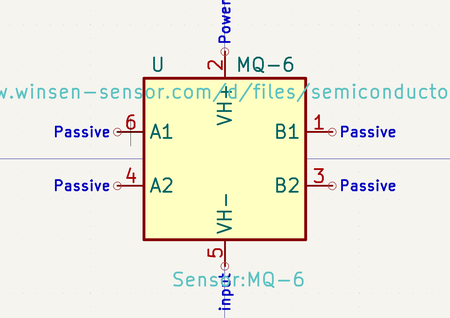 Power
2
U MQ-6
w.winsen-sensor.com/d/files/semiconducto
VH+
Passive 6 A1 B1 1 Passive
Passive 4 A2 B2 3 Passive
VH-
5
Sensor:MQ-6
input